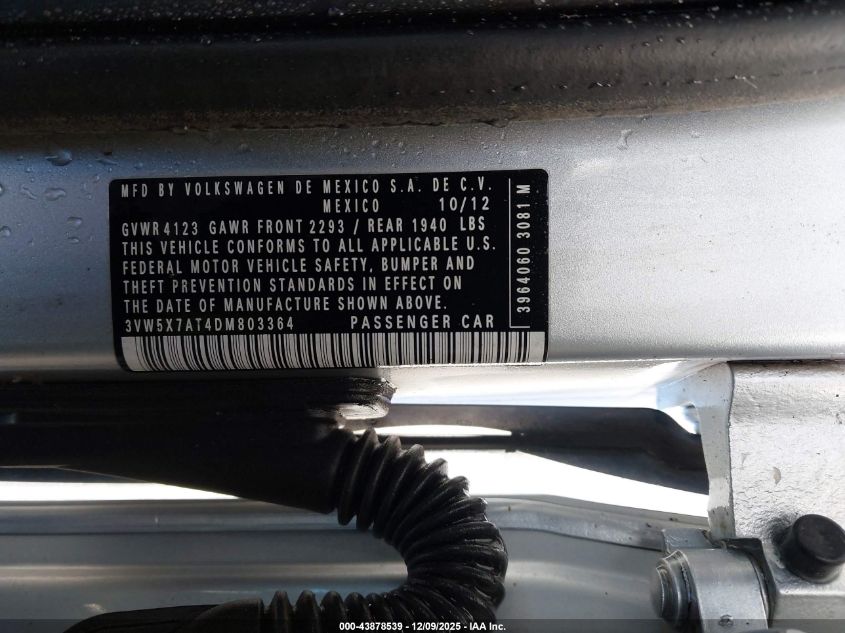 MFD BY VOLKSWAGEN DE MEXICO S.A. DE C.V.
MEXICO 10/12
GVWR 4123 GAWR FRONT 2293 / REAR 1940 LBS
THIS VEHICLE CONFORMS TO ALL APPLICABLE U.S.
FEDERAL MOTOR VEHICLE SAFETY, BUMPER AND
THEFT PREVENTION STANDARDS IN EFFECT ON
THE DATE OF MANUFACTURE SHOWN ABOVE.
3VW5X7AT4DM803364 PASSENGER CAR
3964060 3081 M
000-43878539 - 12/09/2025 - IAA Inc.